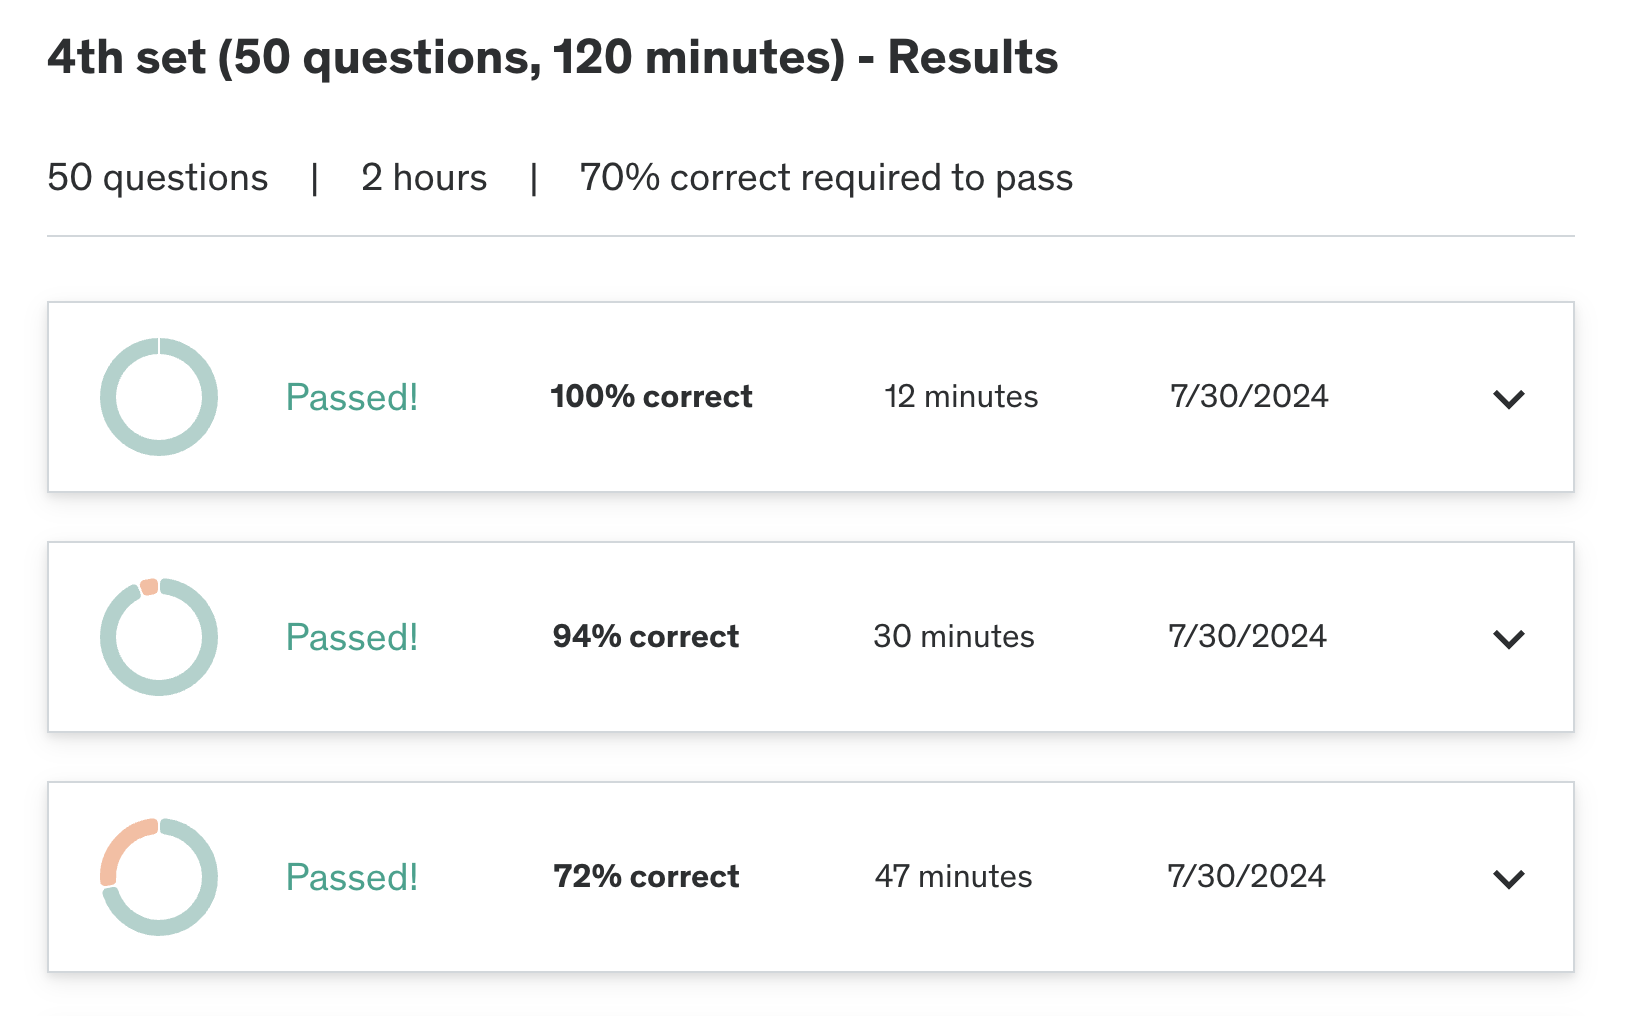 4th set (50 questions, 120 minutes) - Results
50 questions | 2 hours | 70% correct required to pass
Passed! 100% correct 12 minutes 7/30/2024
Passed! 94% correct 30 minutes 7/30/2024
Passed! 72% correct 47 minutes 7/30/2024